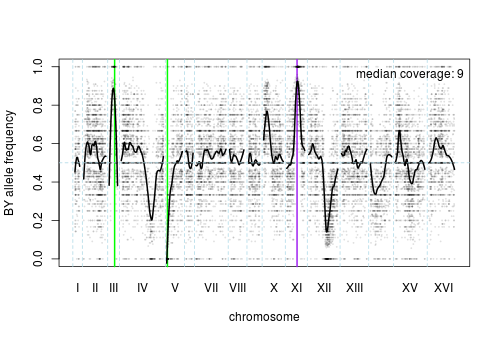 median coverage: 9
BY allele frequency
1.0
0.8
0.6
0.4
0.2
0.0
I II III IV V VII VIII X XI XII XIII XV XVI
chromosome